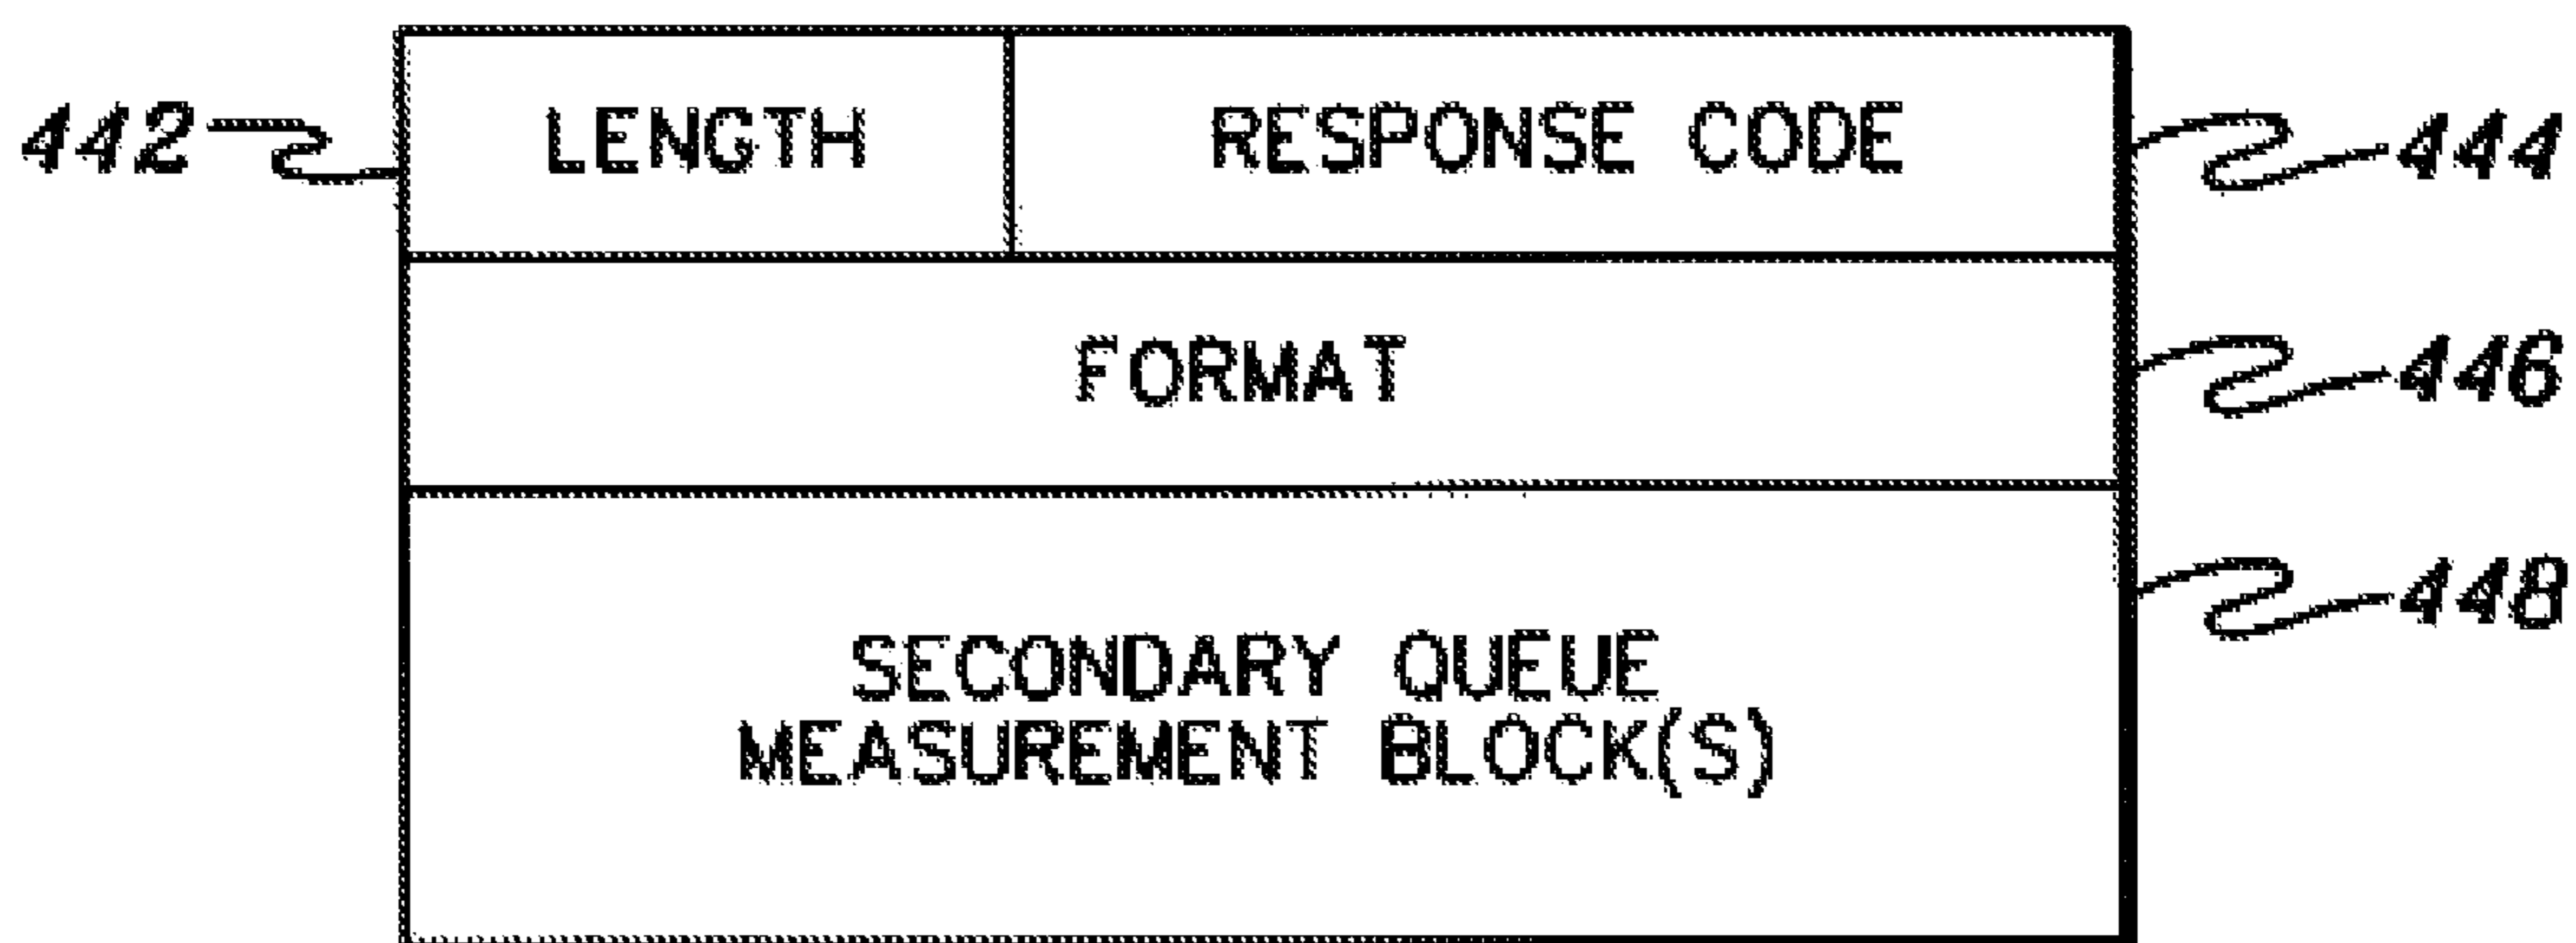 442 LENGTH RESPONSE CODE 444
FORMAT 446
448
SECONDARY QUEUE
MEASUREMENT BLOCK(S)